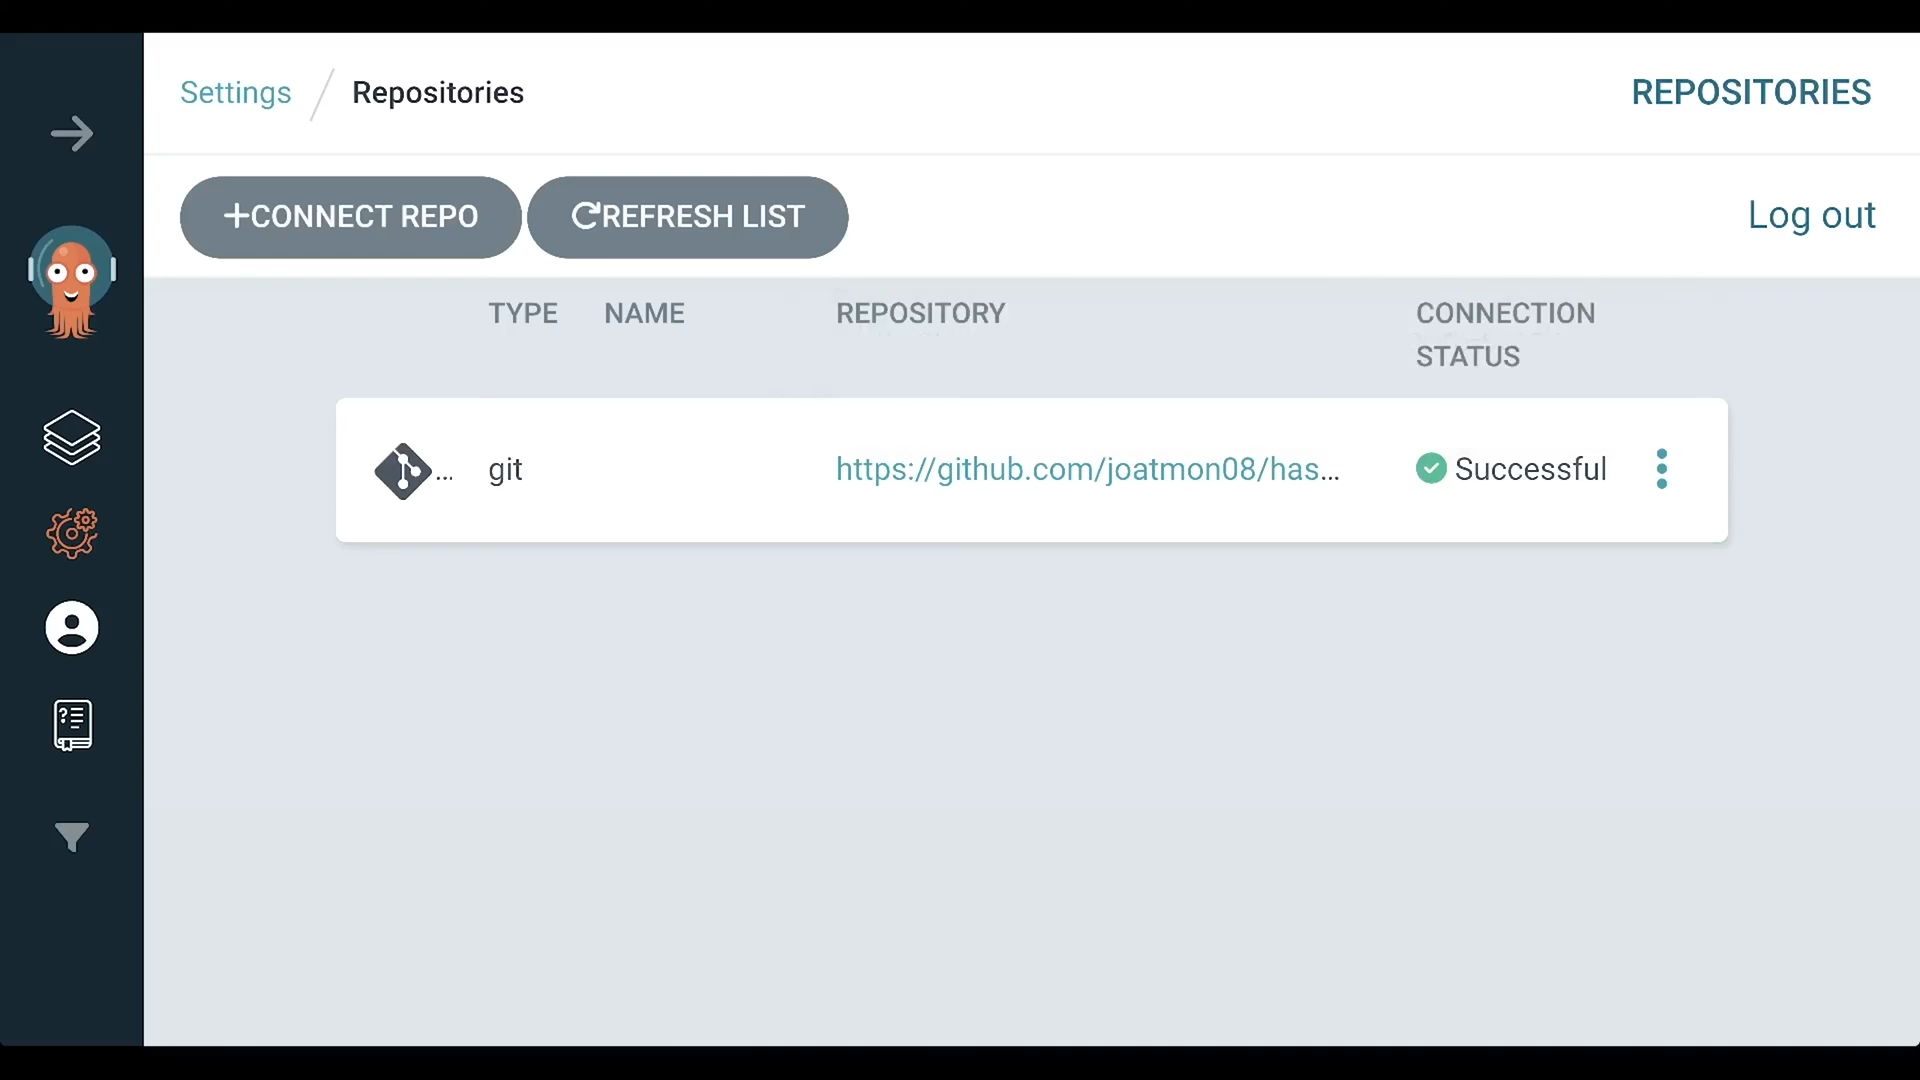 Settings / Repositories
REPOSITORIES
+CONNECT REPO
REFRESH LIST
Log out
TYPE NAME REPOSITORY CONNECTION STATUS
... git https://github.com/joatmon08/has... Successful